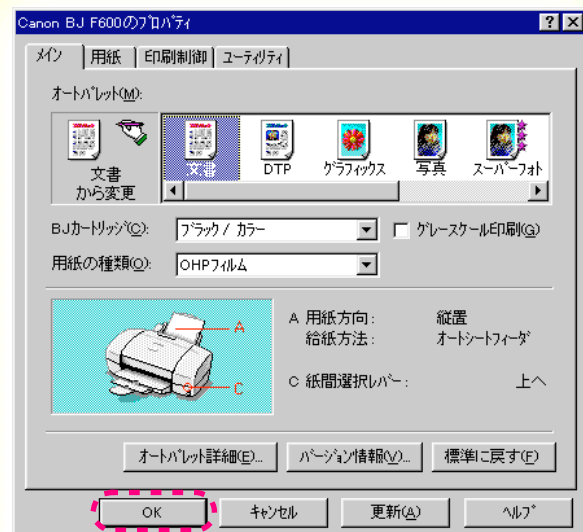 Canon BJ F600のプロパティ
メイン 用紙 印刷制御 ユーティリティ
オートパレット(M):
文書
から変更
文書 DTP グラフィックス 写真 スーパーフォト
BJカートリッジ(C): ブラック / カラー グレースケール印刷(G)
用紙の種類(O): OHPフィルム
A
C
A 用紙方向: 縦置
給紙方法: オートシートフィーダ
C 紙間選択レバー: 上へ
オートパレット詳細(E)... バージョン情報(V)... 標準に戻す(F)
OK キャンセル 更新(A) ヘルプ